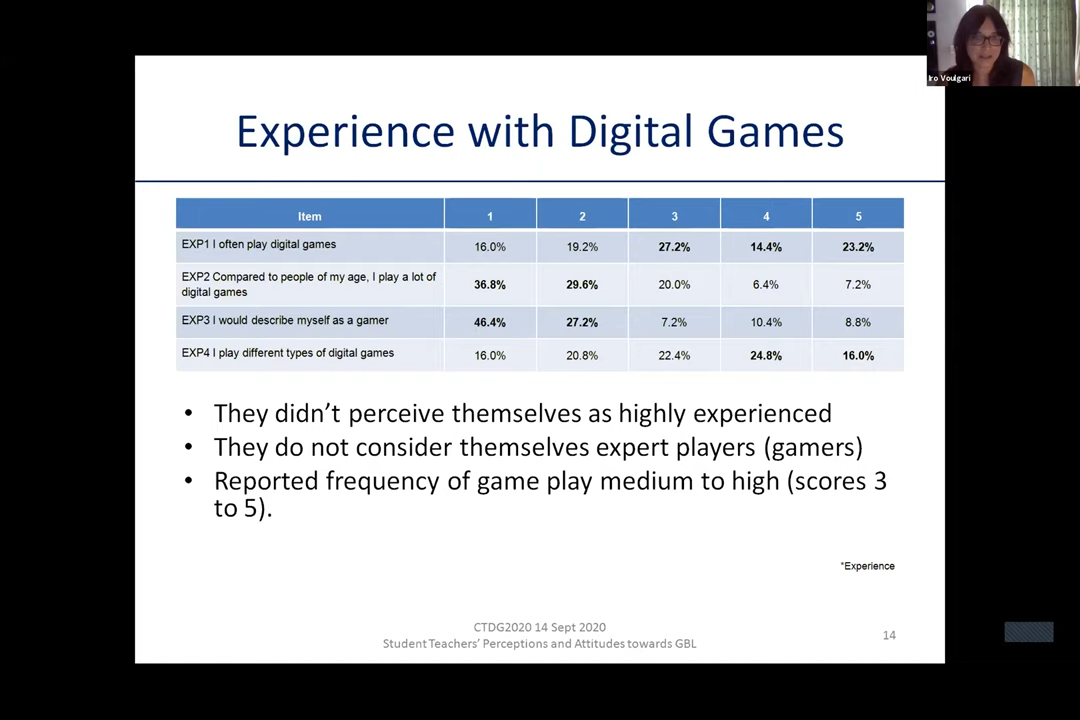 Iro Voulgari
Experience with Digital Games
Item 1 2 3 4 5
EXP1 I often play digital games 16.0% 19.2% 27.2% 14.4% 23.2%
EXP2 Compared to people of my age, I play a lot of
digital games 36.8% 29.6% 20.0% 6.4% 7.2%
EXP3 I would describe myself as a gamer 46.4% 27.2% 7.2% 10.4% 8.8%
EXP4 I play different types of digital games 16.0% 20.8% 22.4% 24.8% 16.0%
• They didn't perceive themselves as highly experienced
• They do not consider themselves expert players (gamers)
• Reported frequency of game play medium to high (scores 3
to 5).
*Experience
CTDG2020 14 Sept 2020
Student Teachers' Perceptions and Attitudes towards GBL
14